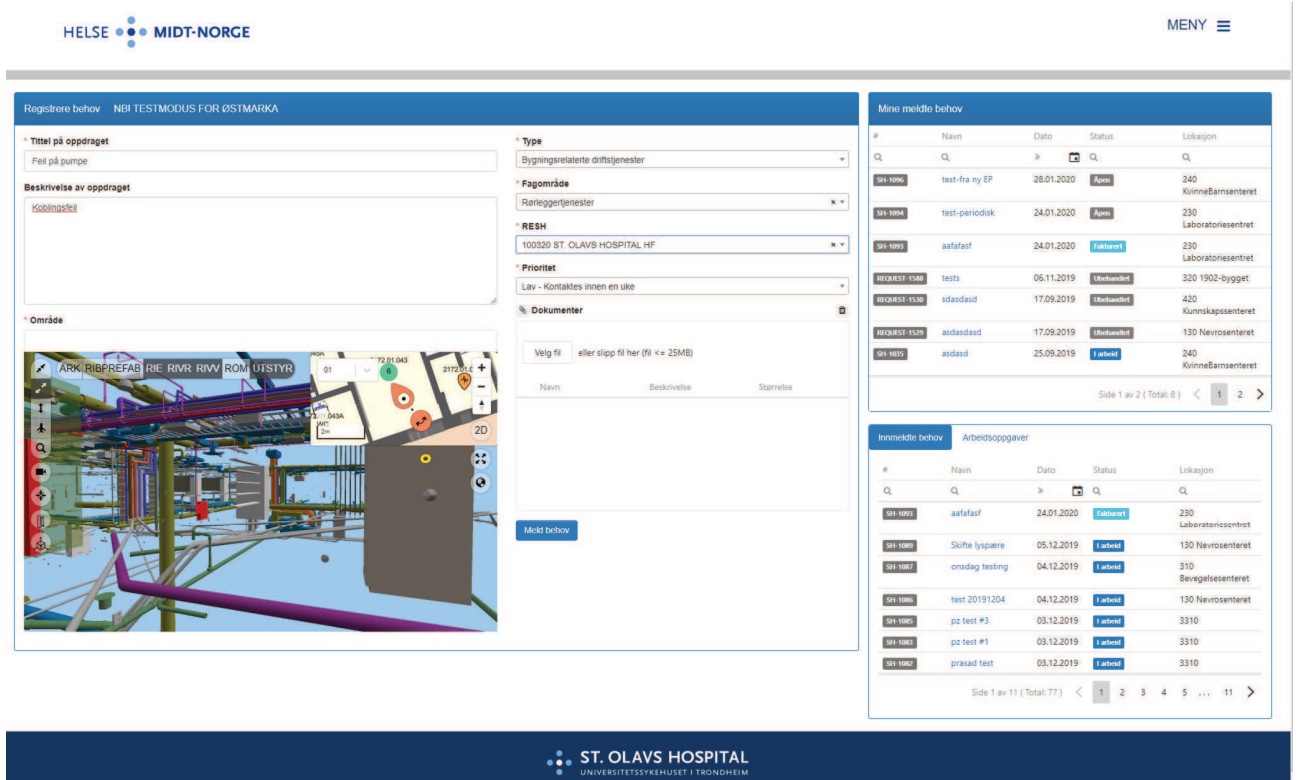 HELSE MIDT-NORGE
MENY
Registrere behov NBI TESTMODUS FOR ØSTMARKA
* Tittel på oppdraget
Feil på pumpe
Beskrivelse av oppdraget
Koblingsfeil
* Område
ARK RIBPREFAB RIE RIVR RIVV ROM UTSTYR
01
6
72.01.043
043A
2m
+
-
2D
* Type
Bygningsrelaterte driftstjenester
* Fagområde
Rørleggertjenester
* RESH
100320 ST. OLAVS HOSPITAL HF
* Prioritet
Lav - Kontaktes innen en uke
Dokumenter
Velg fil eller slipp fil her (fil <= 25MB)
Navn Beskrivelse Størrelse
Meld behov
Mine meldte behov
# Navn Dato Status Lokasjon
SH-1096 test-fra ny EP 28.01.2020 Åpen 240
KvinneBarnsenteret
SH-1094 test-periodisk 24.01.2020 Åpen 230
Laboratoriesentret
SH-1093 aafafasf 24.01.2020 Fakturert 230
Laboratoriesentret
REQUEST-1588 tests 06.11.2019 Ubehandlet 320 1902-bygget
REQUEST-1530 sdasdasd 17.09.2019 Ubehandlet 420
Kunnskapssenteret
REQUEST-1529 asdasdasd 17.09.2019 Ubehandlet 130 Nevrosenteret
SH-1035 asdasd 25.09.2019 I arbeid 240
KvinneBarnsenteret
Side 1 av 2 ( Total: 8 ) < 1 2 >
Innmeldte behov Arbeidsoppgaver
# Navn Dato Status Lokasjon
SH-1093 aafafasf 24.01.2020 Fakturert 230
Laboratoriesentret
SH-1089 Skifte lyspære 05.12.2019 I arbeid 130 Nevrosenteret
SH-1087 onsdag testing 04.12.2019 I arbeid 310
Bevegelsesenteret
SH-1086 test 20191204 04.12.2019 I arbeid 130 Nevrosenteret
SH-1085 pz test #3 03.12.2019 I arbeid 3310
SH-1083 pz test #1 03.12.2019 I arbeid 3310
SH-1082 prasad test 03.12.2019 I arbeid 3310
Side 1 av 11 ( Total: 77 ) < 1 2 3 4 5 ... 11 >
ST. OLAVS HOSPITAL
UNIVERSITETSSYKEHUSET I TRONDHEIM